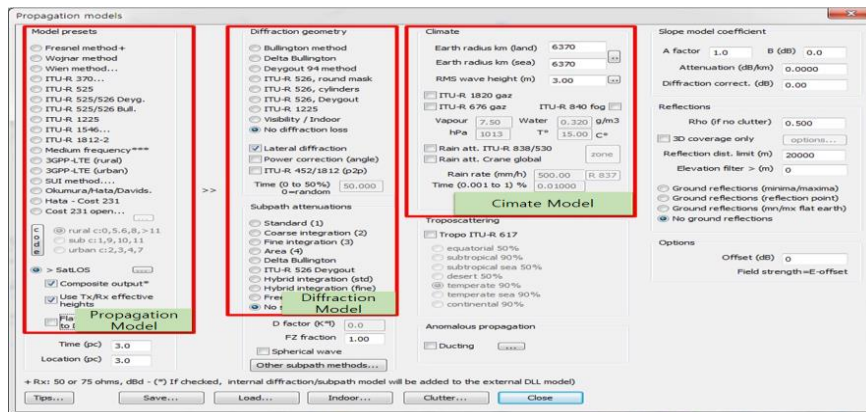 Propagation models
Model presets
Fresnel method +
Wojnar method
Wien method...
ITU-R 370...
ITU-R 525
ITU-R 525/526 Deyg.
ITU-R 525/526 Bull.
ITU-R 1225
ITU-R 1546...
ITU-R 1812-2
Medium frequency***
3GPP-LTE (rural)
3GPP-LTE (urban)
SUI method....
Okumura/Hata/Davids.
Hata - Cost 231
Cost 231 open...
...
code
rural c:0,5,6,8,>11
sub c:1,9,10,11
urban c:2,3,4,7
> SatLOS
....
Composite output*
Use Tx/Rx effective
heights
Propagation
Model
Time (pc) 3.0
Location (pc) 3.0
>>
Diffraction geometry
Bullington method
Delta Bullington
Deygout 94 method
ITU-R 526, round mask
ITU-R 526, cylinders
ITU-R 526, Deygout
ITU-R 1225
Visibility / Indoor
No diffraction loss
Lateral diffraction
Power correction (angle)
ITU-R 452/1812 (p2p)
Time (0 to 50%) 50.000
0=random
Subpath attenuations
Standard (1)
Coarse integration (2)
Fine integration (3)
Area (4)
Delta Bullington
ITU-R 526 Deygout
Hybrid integration (std)
Hybrid integration (fine)
Diffraction
Model
D factor (K*l) 0.0
FZ fraction 1.00
Spherical wave
Other subpath methods...
Climate
Earth radius km (land) 6370
Earth radius km (sea) 6370
..
RMS wave height (m) 3.00 ..
ITU-R 1820 gaz
ITU-R 676 gaz ITU-R 840 fog
Vapour 7.50 Water 0.320 g/m3
hPa 1013 T° 15.00 C°
Rain att. ITU-R 838/530
Rain att. Crane global
zone
Rain rate (mm/h) 500.00 R 837
Time (0.001 to 1) % 0.01000
Cimate Model
Troposcattering
Tropo ITU-R 617
equatorial 50%
subtropical 90%
subtropical sea 50%
desert 50%
temperate 90%
temperate sea 90%
continental 90%
Anomalous propagation
Ducting ....
Slope model coefficient
A factor 1.0 B (dB) 0.0
Attenuation (dB/km) 0.0000
Diffraction correct. (dB) 0.00
Reflections
Rho (if no clutter) 0.500
3D coverage only options...
Reflection dist. limit (m) 20000
Elevation filter > (m) 0
Ground reflections (minima/maxima)
Ground reflections (reflection point)
Ground reflections (mn/mx flat earth)
No ground reflections
Options
Offset (dB) 0
Field strength=E-offset
+ Rx: 50 or 75 ohms, dBd - (*) If checked, internal diffraction/subpath model will be added to the external DLL model)
Tips... Save... Load... Indoor... Clutter... Close